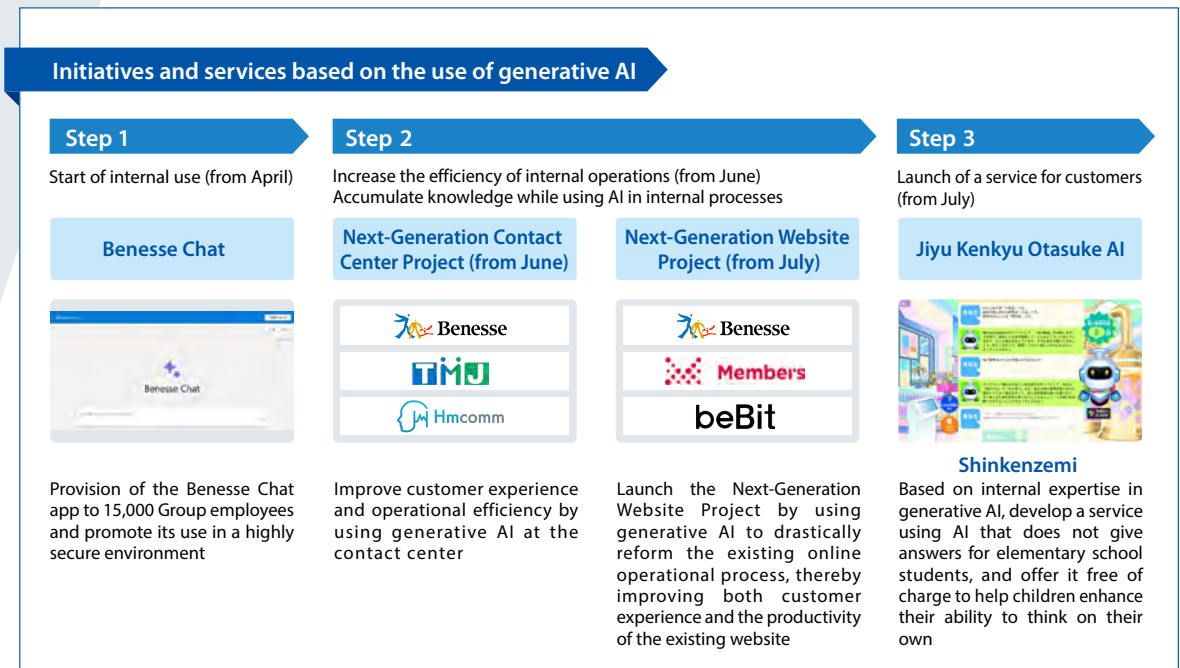 Initiatives and services based on the use of generative AI
Step 1
Start of internal use (from April)
Benesse Chat
Benesse Chat
Provision of the Benesse Chat
app to 15,000 Group employees
and promote its use in a highly
secure environment
Step 2
Increase the efficiency of internal operations (from June)
Accumulate knowledge while using AI in internal processes
Next-Generation Contact
Center Project (from June)
Benesse
TMJ
Hmcomm
Improve customer experience
and operational efficiency by
using generative AI at the
contact center
Next-Generation Website
Project (from July)
Benesse
Members
beBit
Launch the Next-Generation
Website Project by using
generative AI to drastically
reform the existing online
operational process, thereby
improving both customer
experience and the productivity
of the existing website
Step 3
Launch of a service for customers
(from July)
Jiyu Kenkyu Otasuke AI
Shinkenzemi
Based on internal expertise in
generative AI, develop a service
using AI that does not give
answers for elementary school
students, and offer it free of
charge to help children enhance
their ability to think on their
own